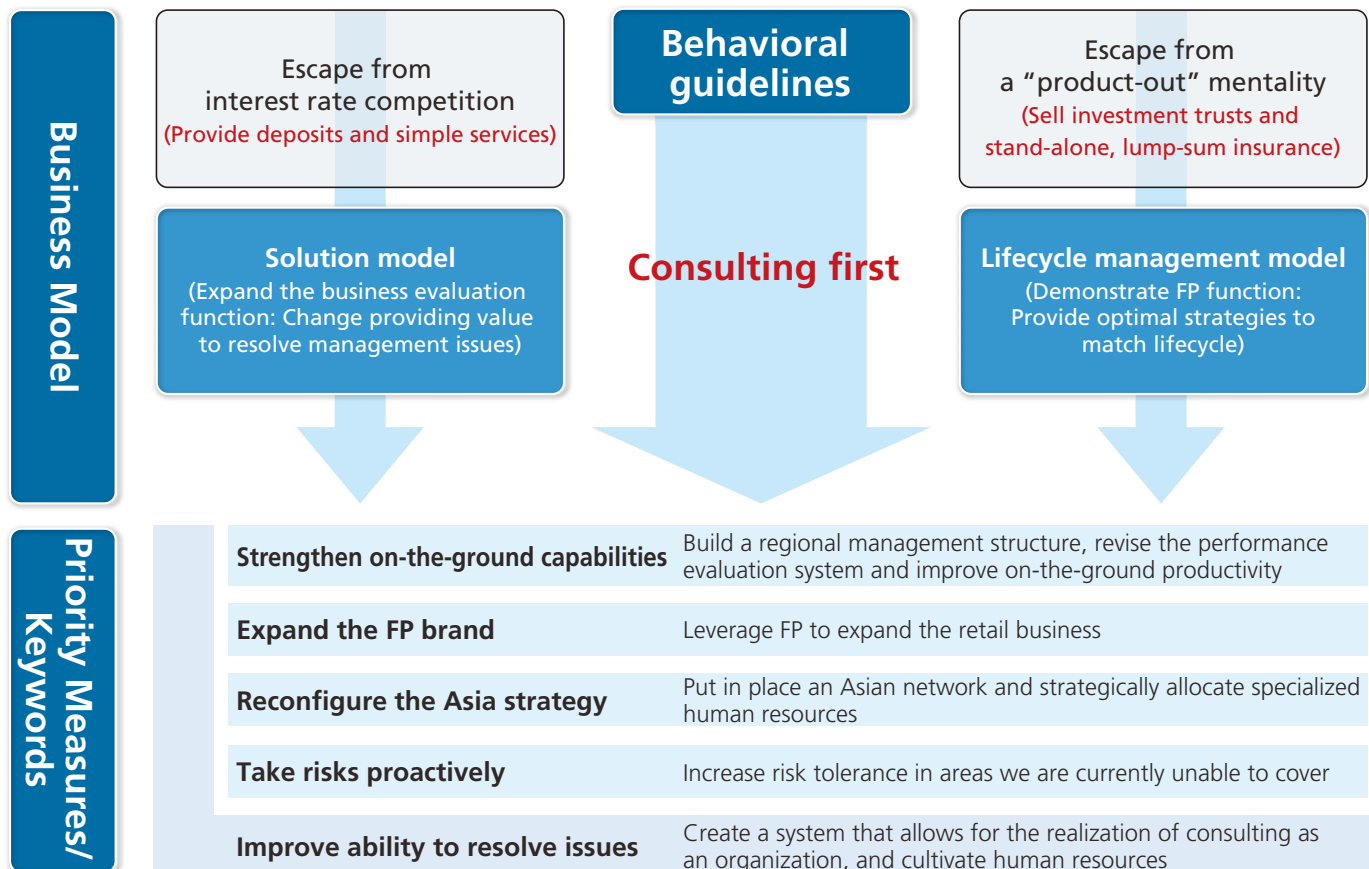 Business Model
Escape from
interest rate competition
(Provide deposits and simple services)
Solution model
(Expand the business evaluation
function: Change providing value
to resolve management issues)
Behavioral
guidelines
Consulting first
Escape from
a “product-out” mentality
(Sell investment trusts and
stand-alone, lump-sum insurance)
Lifecycle management model
(Demonstrate FP function:
Provide optimal strategies to
match lifecycle)
Priority Measures/
Keywords
Strengthen on-the-ground capabilities
Build a regional management structure, revise the performance
evaluation system and improve on-the-ground productivity
Expand the FP brand
Leverage FP to expand the retail business
Reconfigure the Asia strategy
Put in place an Asian network and strategically allocate specialized
human resources
Take risks proactively
Increase risk tolerance in areas we are currently unable to cover
Improve ability to resolve issues
Create a system that allows for the realization of consulting as
an organization, and cultivate human resources